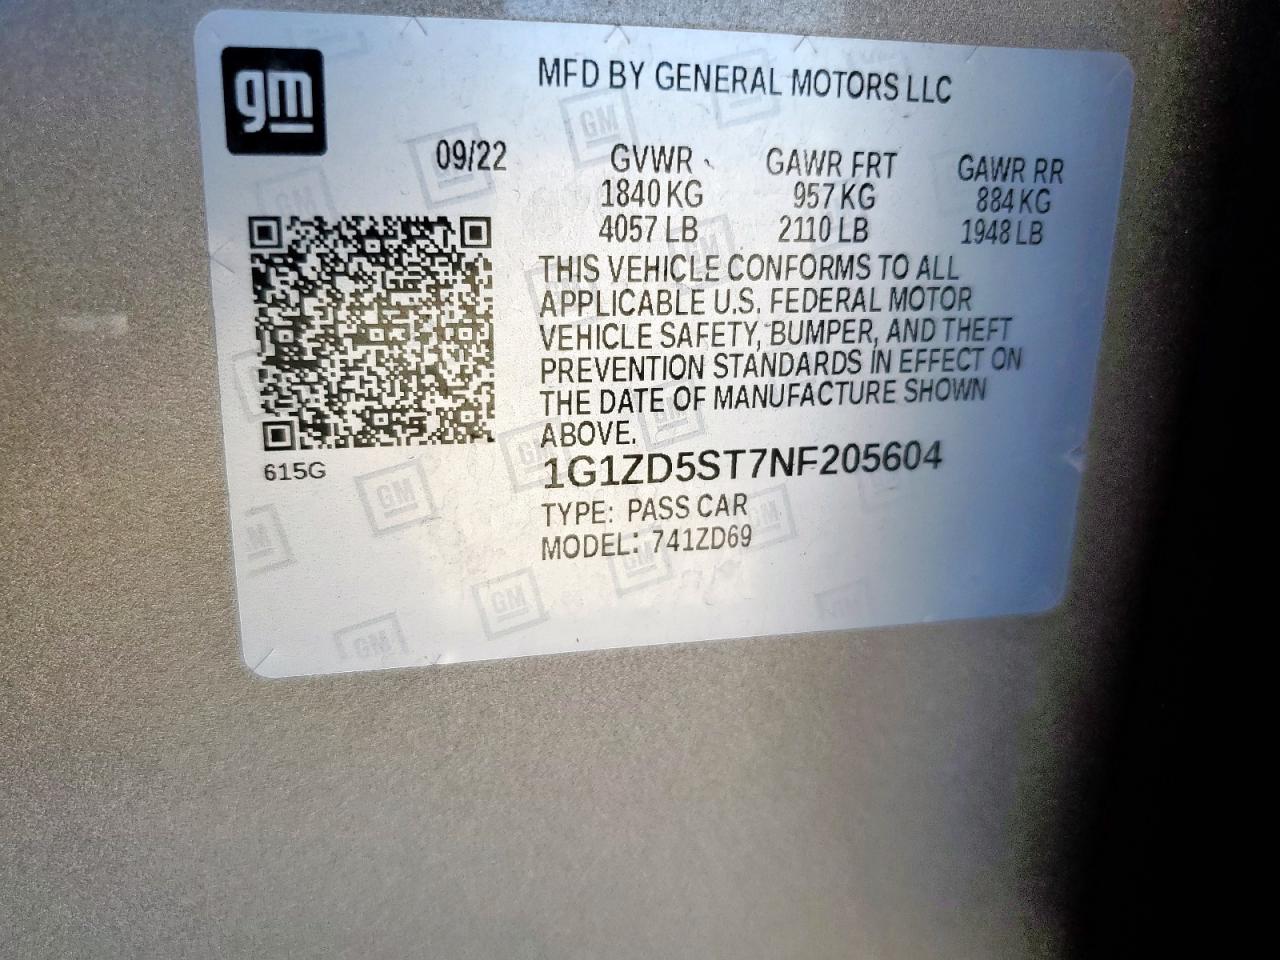 gm
MFD BY GENERAL MOTORS LLC
09/22 GVWR GAWR FRT GAWR RR
1840 KG 957 KG 884 KG
4057 LB 2110 LB 1948 LB
THIS VEHICLE CONFORMS TO ALL
APPLICABLE U.S. FEDERAL MOTOR
VEHICLE SAFETY, BUMPER, AND THEFT
PREVENTION STANDARDS IN EFFECT ON
THE DATE OF MANUFACTURE SHOWN
ABOVE.
615G
1G1ZD5ST7NF205604
TYPE: PASS CAR
MODEL: 741ZD69